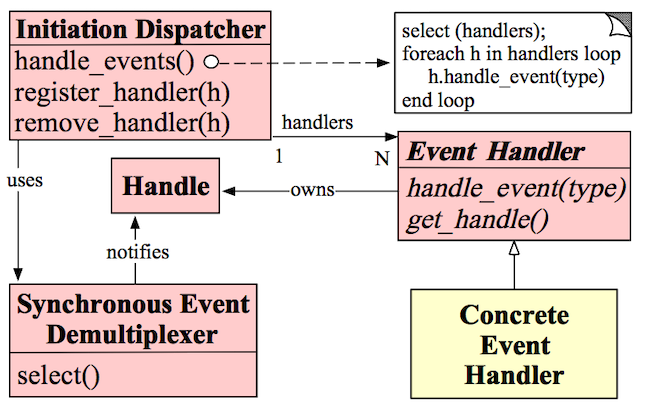 Initiation Dispatcher
handle_events()
register_handler(h)
remove_handler(h)
select (handlers);
foreach h in handlers loop
h.handle_event(type)
end loop
handlers
1
N
uses
Handle
owns
Event Handler
handle_event(type)
get_handle()
notifies
Synchronous Event
Demultiplexer
select()
Concrete
Event
Handler